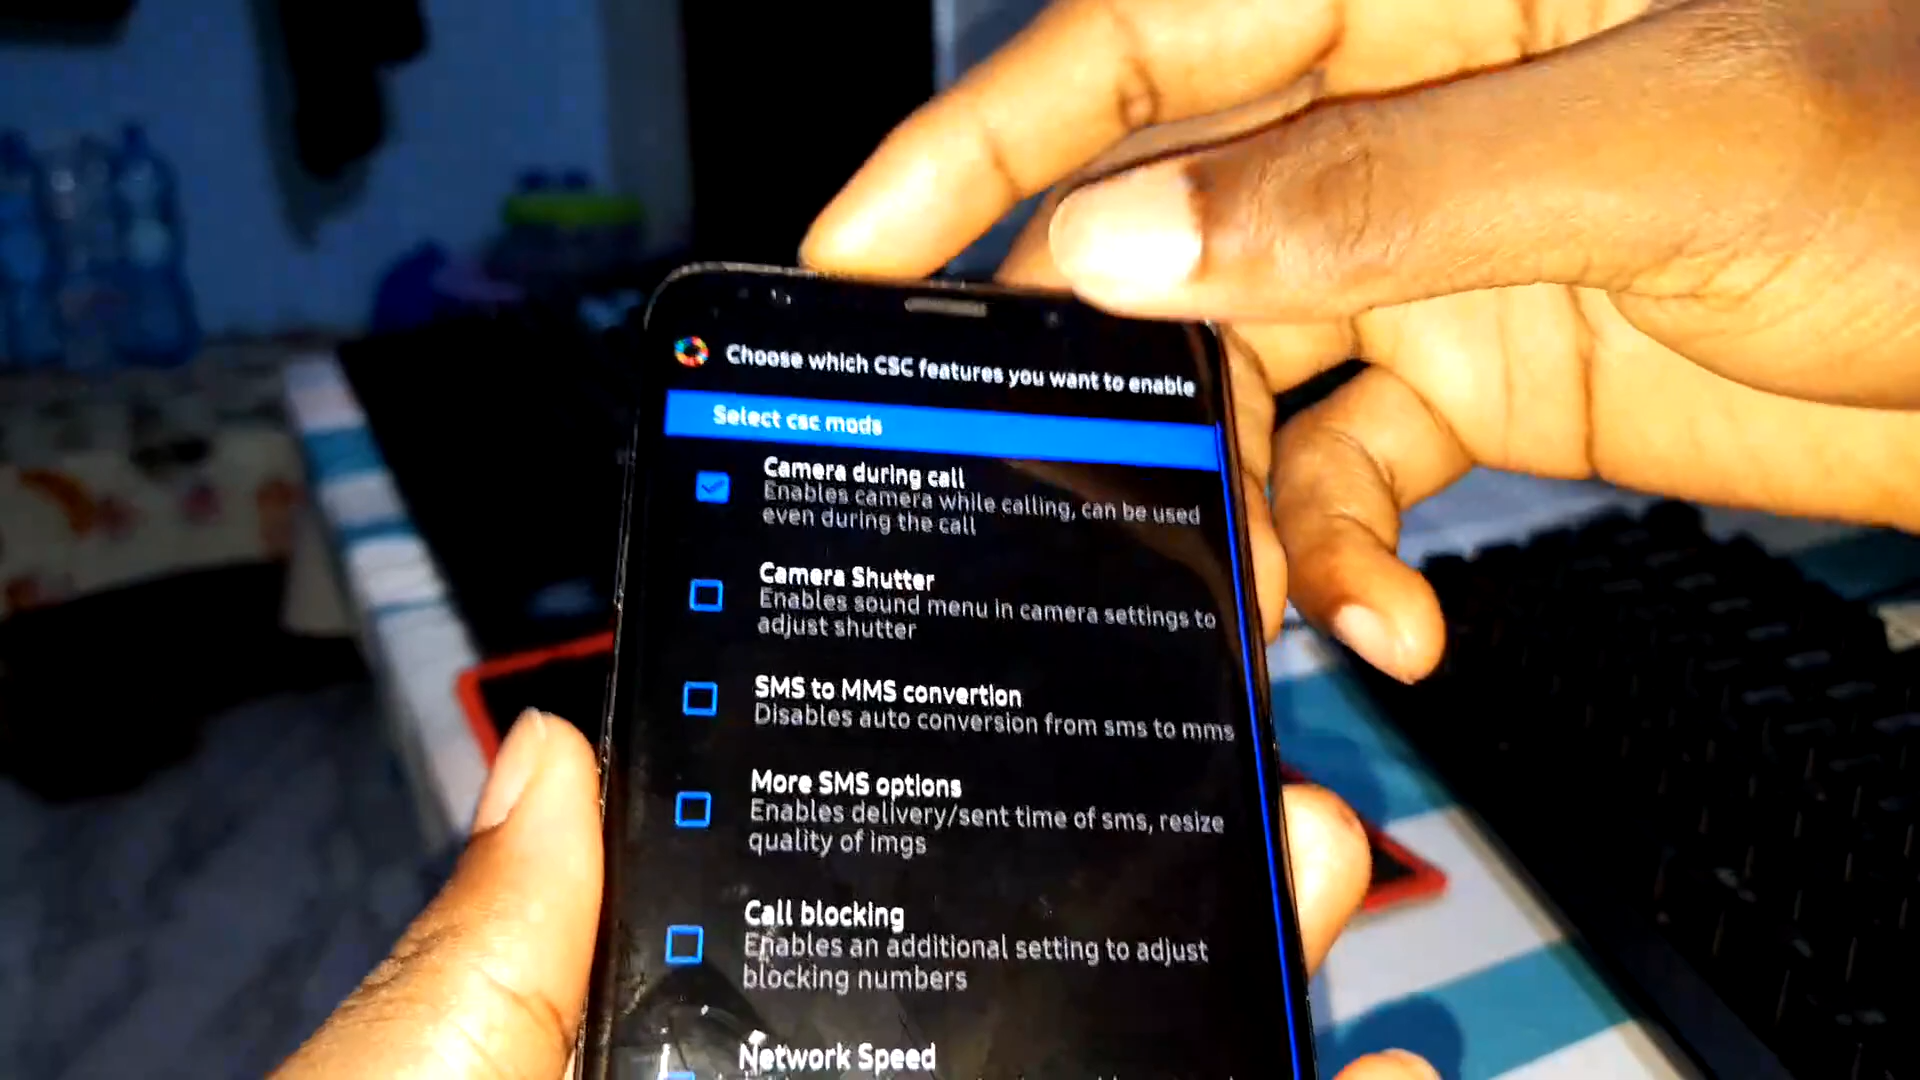 Choose which CSC features you want to enable
Select csc mods
Camera during call
Enables camera while calling, can be used
even during the call
Camera Shutter
Enables sound menu in camera settings to
adjust shutter
SMS to MMS convertion
Disables auto conversion from sms to mms
More SMS options
Enables delivery/sent time of sms, resize
quality of imgs
Call blocking
Enables an additional setting to adjust
blocking numbers
Network Speed